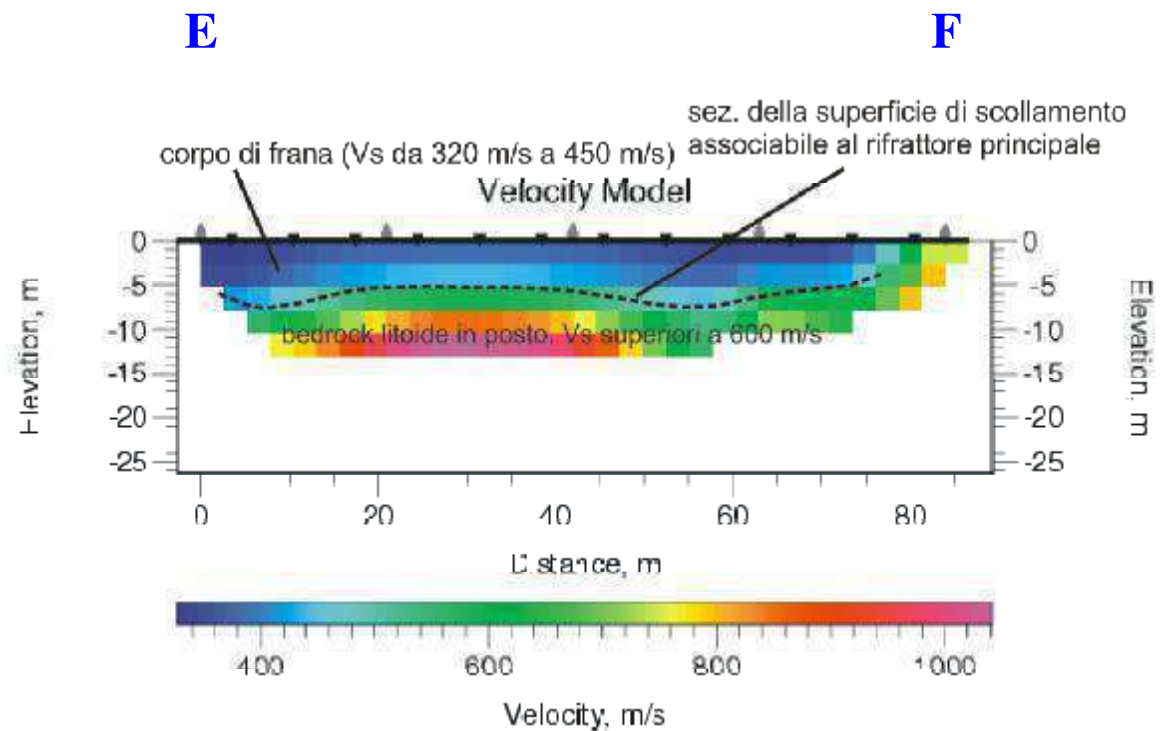 E F
sez. della superficie di scollamento
associabile al rifrattore principale
corpo di frana (Vs da 320 m/s a 450 m/s)
Velocity Model
0 0
-5 -5
-10 -10
bedrock litoide in posto, Vs superiori a 600 m/s
-15 -15
-20 -20
-25 -25
Elevation, m
Elevation, m
0 20 40 60 80
Distance, m
400 600 800 1000
Velocity, m/s